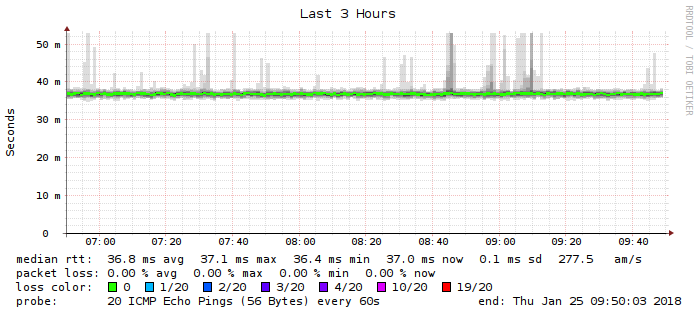 Last 3 Hours
RRDTOOL / TOBI OETIKER
Seconds
50 m
40 m
30 m
20 m
10 m
0
07:00 07:20 07:40 08:00 08:20 08:40 09:00 09:20 09:40
median rtt: 36.8 ms avg 37.1 ms max 36.4 ms min 37.0 ms now 0.1 ms sd 277.5 am/s
packet loss: 0.00 % avg 0.00 % max 0.00 % min 0.00 % now
loss color: 0 1/20 2/20 3/20 4/20 10/20 19/20
probe: 20 ICMP Echo Pings (56 Bytes) every 60s end: Thu Jan 25 09:50:03 2018